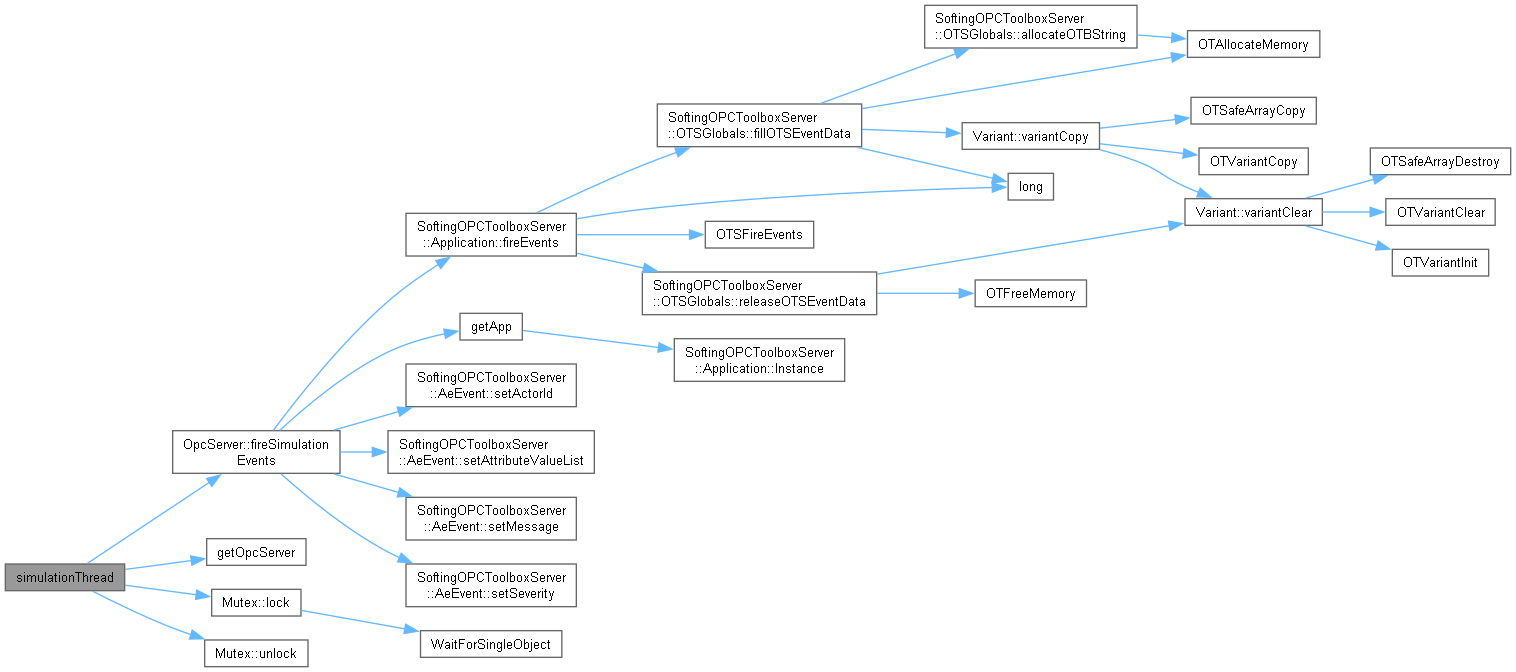 simulationThread
OpcServer::fireSimulation
Events
getOpcServer
Mutex::lock
Mutex::unlock
SoftingOPCToolboxServer
::Application::fireEvents
getApp
SoftingOPCToolboxServer
::AeEvent::setActorId
SoftingOPCToolboxServer
::AeEvent::setAttributeValueList
SoftingOPCToolboxServer
::AeEvent::setMessage
SoftingOPCToolboxServer
::AeEvent::setSeverity
WaitForSingleObject
SoftingOPCToolboxServer
::OTSGlobals::fillOTSEventData
OTSFireEvents
SoftingOPCToolboxServer
::OTSGlobals::releaseOTSEventData
SoftingOPCToolboxServer
::Application::Instance
SoftingOPCToolboxServer
::OTSGlobals::allocateOTBString
Variant::variantCopy
long
OTFreeMemory
OTAllocateMemory
OTSafeArrayCopy
OTVariantCopy
Variant::variantClear
OTSafeArrayDestroy
OTVariantClear
OTVariantInit